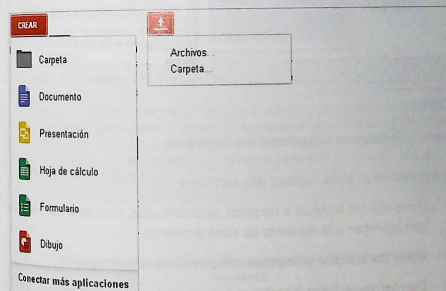 CREAR
Carpeta
Documento
Presentación
Hoja de cálculo
Formulario
Dibujo
Conectar más aplicaciones
Archivos...
Carpeta...